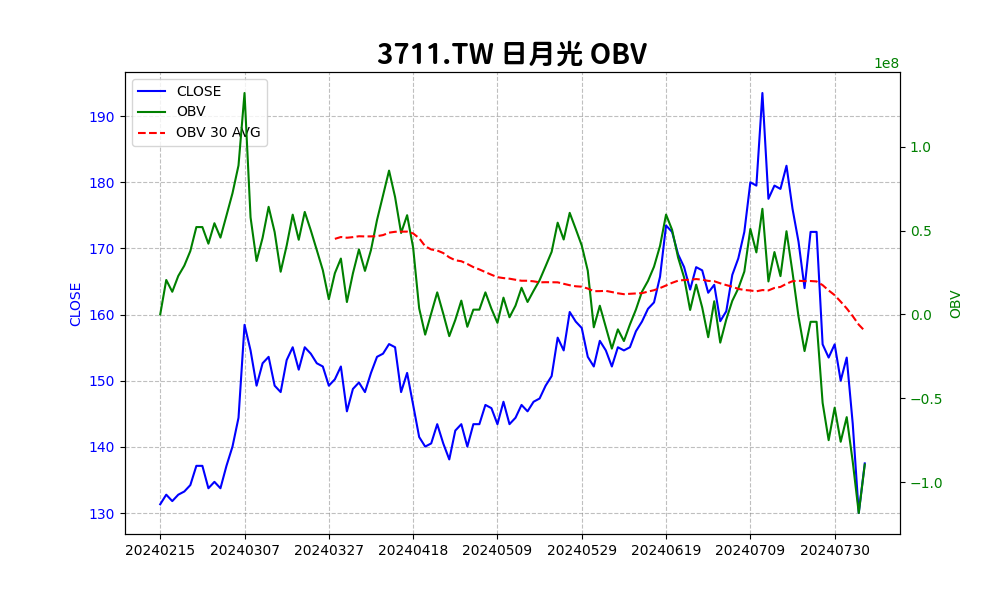 3711.TW 日月光 OBV
1e8
CLOSE
OBV
OBV 30 AVG
190
180
170
160
150
140
130
CLOSE
1.0
0.5
0.0
−0.5
−1.0
OBV
20240215 20240307 20240327 20240418 20240509 20240529 20240619 20240709 20240730